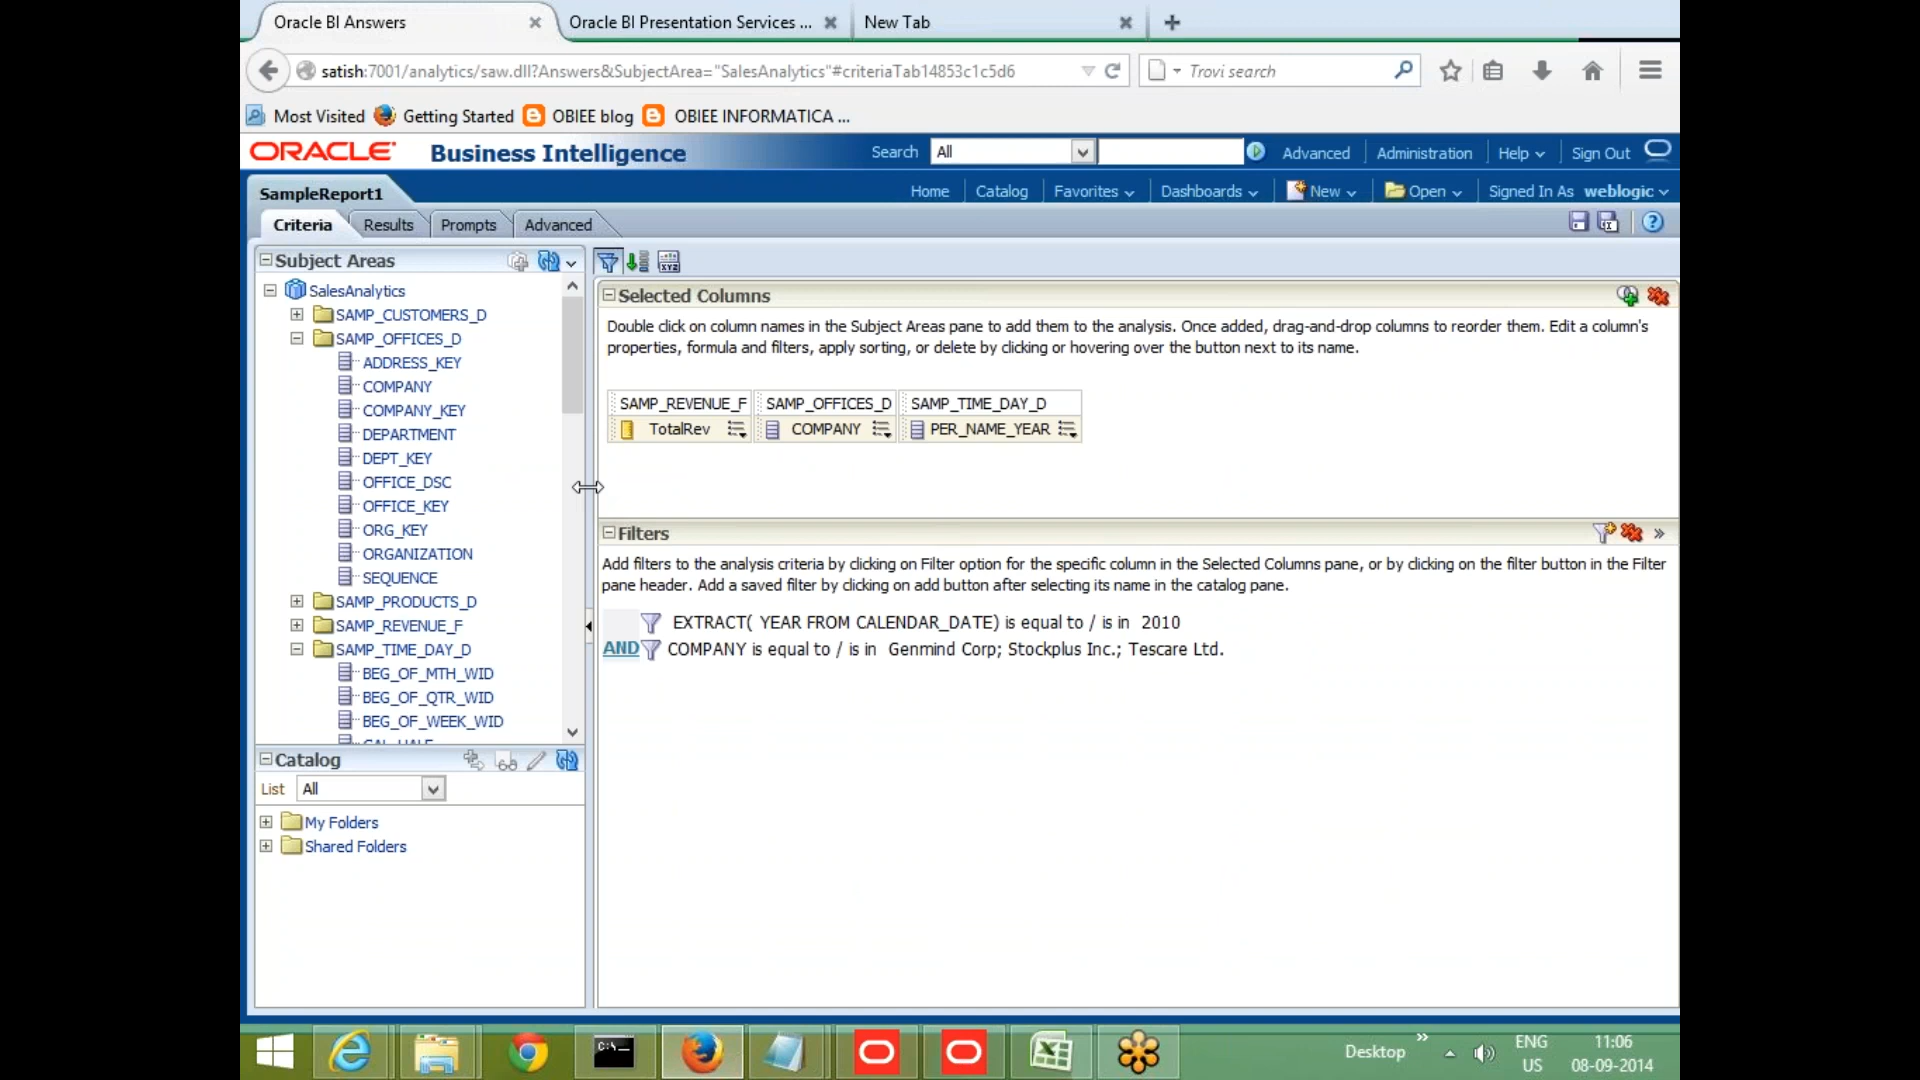 Oracle BI Answers
Oracle BI Presentation Services ...
New Tab
satish:7001/analytics/saw.dll?Answers&SubjectArea="SalesAnalytics"#criteriaTab14853c1c5d6
Trovi search
Most Visited
Getting Started
OBIEE blog
OBIEE INFORMATICA ...
ORACLE Business Intelligence
Search
All
Advanced
Administration
Help
Sign Out
SampleReport1
Home
Catalog
Favorites
Dashboards
New
Open
Signed In As weblogic
Criteria
Results
Prompts
Advanced
Subject Areas
SalesAnalytics
SAMP_CUSTOMERS_D
SAMP_OFFICES_D
ADDRESS_KEY
COMPANY
COMPANY_KEY
DEPARTMENT
DEPT_KEY
OFFICE_DSC
OFFICE_KEY
ORG_KEY
ORGANIZATION
SEQUENCE
SAMP_PRODUCTS_D
SAMP_REVENUE_F
SAMP_TIME_DAY_D
BEG_OF_MTH_WID
BEG_OF_QTR_WID
BEG_OF_WEEK_WID
Catalog
List
All
My Folders
Shared Folders
Selected Columns
Double click on column names in the Subject Areas pane to add them to the analysis. Once added, drag-and-drop columns to reorder them. Edit a column's
properties, formula and filters, apply sorting, or delete by clicking or hovering over the button next to its name.
SAMP_REVENUE_F
SAMP_OFFICES_D
SAMP_TIME_DAY_D
TotalRev
COMPANY
PER_NAME_YEAR
Filters
Add filters to the analysis criteria by clicking on Filter option for the specific column in the Selected Columns pane, or by clicking on the filter button in the Filter
pane header. Add a saved filter by clicking on add button after selecting its name in the catalog pane.
EXTRACT( YEAR FROM CALENDAR_DATE) is equal to / is in 2010
AND COMPANY is equal to / is in Genmind Corp; Stockplus Inc.; Tescare Ltd.
Desktop
ENG
US
11:06
08-09-2014